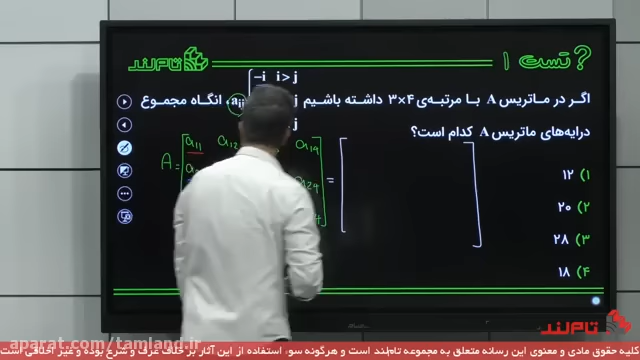 تست ۱ ?
تاملند
-i i>j
اگر در ماتریس A با مرتبه‌ی ۳×۴ داشته باشیم aij، آنگاه مجموع
j
j
درایه‌های ماتریس A کدام است؟
A = a11 a12 a14
a24
=
۱) ۱۲
۲) ۲۰
۳) ۲۸
۴) ۱۸
aparat.com/tamland.ir
تاملند
کلیه حقوق مادی و معنوی این رسانه متعلق به مجموعه تاملند است و هرگونه سوء استفاده از این آثار بر خلاف عرف و شرع بوده و غیر اخلاقی است